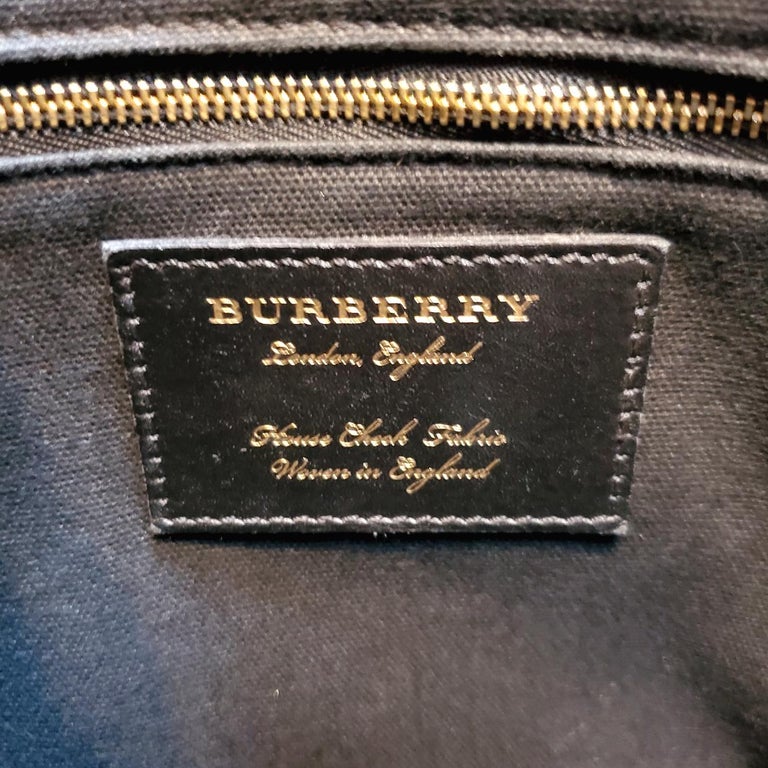 BURBERRY
London, England
House Check Fabric
Woven in England